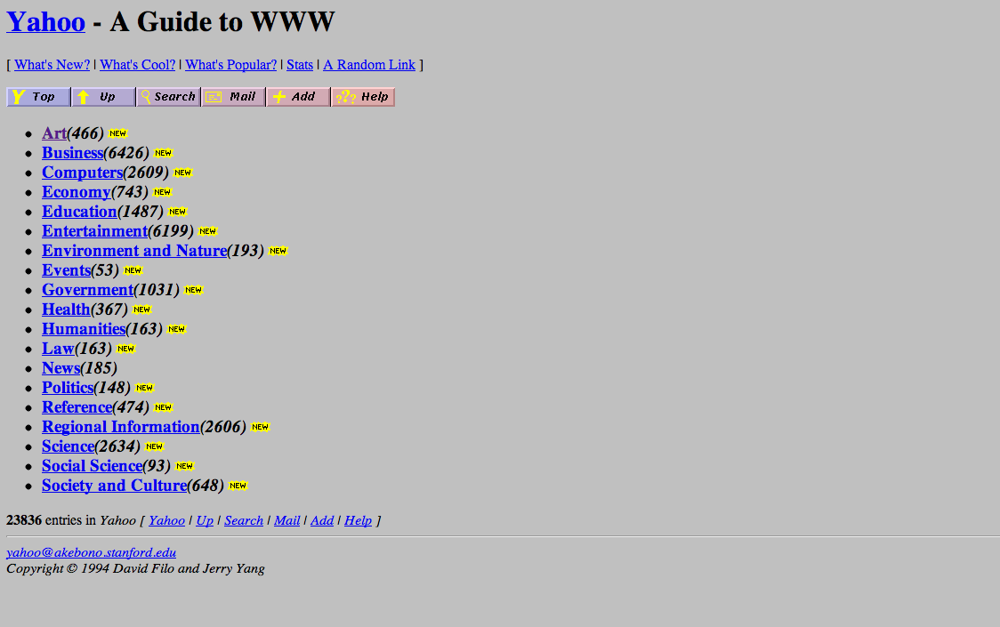 Yahoo - A Guide to WWW
[ What's New? | What's Cool? | What's Popular? | Stats | A Random Link ]
Y Top Up Search Mail Add ??? Help
Art(466) NEW
Business(6426) NEW
Computers(2609) NEW
Economy(743) NEW
Education(1487) NEW
Entertainment(6199) NEW
Environment and Nature(193) NEW
Events(53) NEW
Government(1031) NEW
Health(367) NEW
Humanities(163) NEW
Law(163) NEW
News(185)
Politics(148) NEW
Reference(474) NEW
Regional Information(2606) NEW
Science(2634) NEW
Social Science(93) NEW
Society and Culture(648) NEW
23836 entries in Yahoo [ Yahoo | Up | Search | Mail | Add | Help ]
yahoo@akebono.stanford.edu
Copyright © 1994 David Filo and Jerry Yang